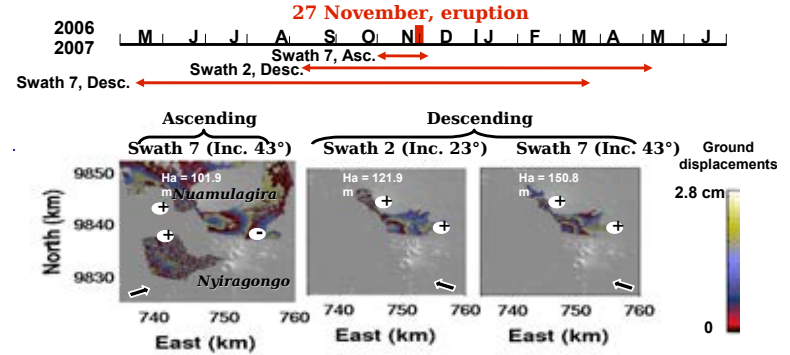 27 November, eruption
2006
2007
M J J A S O N D J F M A M J
Swath 7, Asc.
Swath 2, Desc.
Swath 7, Desc.
Ascending
Descending
Swath 7 (Inc. 43°)
Swath 2 (Inc. 23°)
Swath 7 (Inc. 43°)
Ground
displacements
Ha = 101.9
m
Nuamulagira
Ha = 121.9
m
Ha = 150.8
m
2.8 cm
0
9850
9840
9830
North (km)
+
+
-
Nyiragongo
+
+
+
+
740 750 760
740 750 760
740 750 760
East (km)
East (km)
East (km)